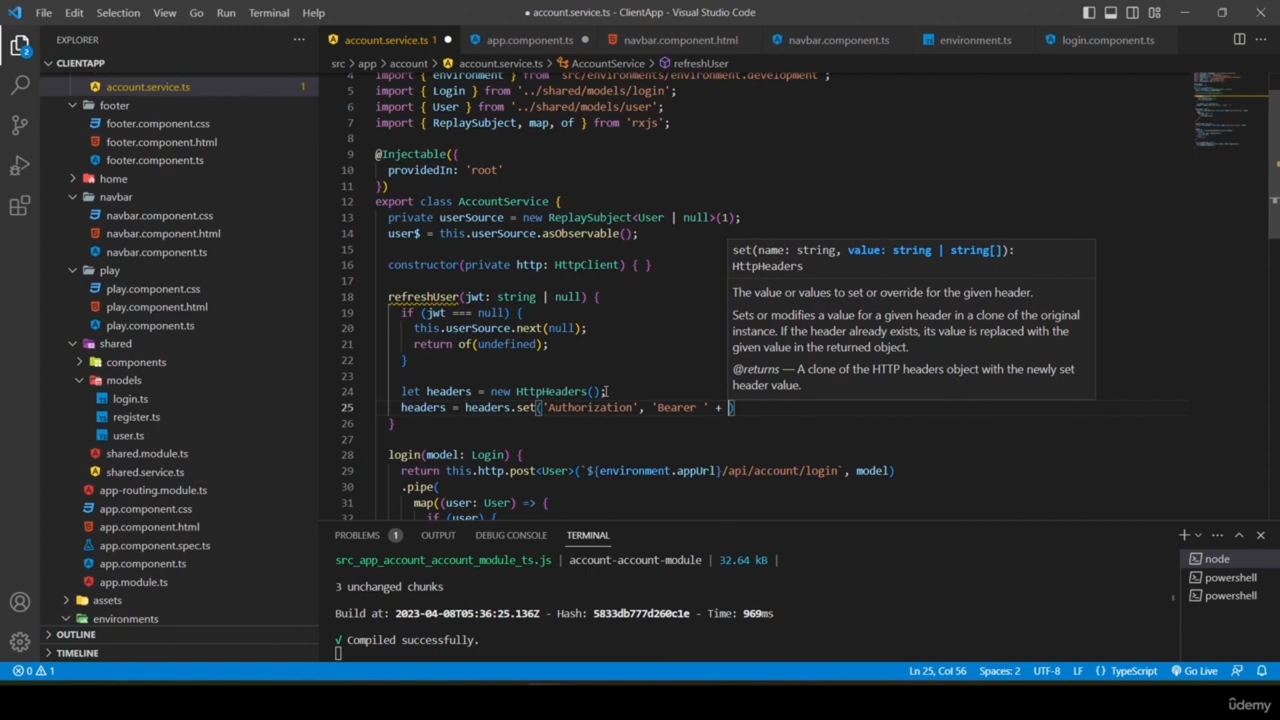 File Edit Selection View Go Run Terminal Help
account.service.ts - ClientApp - Visual Studio Code
EXPLORER
account.service.ts 1
app.component.ts
navbar.component.html
navbar.component.ts
environment.ts
login.component.ts
CLIENTAPP
src > app > account > account.service.ts > AccountService > refreshUser
account.service.ts 1
footer
footer.component.css
footer.component.html
footer.component.ts
home
navbar
navbar.component.css
navbar.component.html
navbar.component.ts
play
play.component.css
play.component.html
play.component.ts
shared
components
models
login.ts
register.ts
user.ts
shared.module.ts
shared.service.ts
app-routing.module.ts
app.component.css
app.component.html
app.component.spec.ts
app.component.ts
app.module.ts
assets
environments
OUTLINE
TIMELINE
4 import { environment } from 'src/environments/environment.development';
5 import { Login } from '../shared/models/login';
6 import { User } from '../shared/models/user';
7 import { ReplaySubject, map, of } from 'rxjs';
8
9 @Injectable({
10 providedIn: 'root'
11 })
12 export class AccountService {
13 private userSource = new ReplaySubject<User | null>(1);
14 user$ = this.userSource.asObservable();
15
16 constructor(private http: HttpClient) { }
17
18 refreshUser(jwt: string | null) {
19 if (jwt === null) {
20 this.userSource.next(null);
21 return of(undefined);
22 }
23
24 let headers = new HttpHeaders();
25 headers = headers.set('Authorization', 'Bearer ' + )
26 }
27
28 login(model: Login) {
29 return this.http.post<User>(`${environment.appUrl}/api/account/login`, model)
30 .pipe(
31 map((user: User) => {
32 if (user) {
set(name: string, value: string | string[]):
HttpHeaders
The value or values to set or override for the given header.
Sets or modifies a value for a given header in a clone of the original
instance. If the header already exists, its value is replaced with the
given value in the returned object.
@returns — A clone of the HTTP headers object with the newly set
header value.
PROBLEMS 1 OUTPUT DEBUG CONSOLE TERMINAL
src_app_account_account_module_ts.js | account-account-module | 32.64 kB |
3 unchanged chunks
Build at: 2023-04-08T05:36:25.136Z - Hash: 5833db777d260c1e - Time: 969ms
√ Compiled successfully.
node
powershell
powershell
0 1
Ln 25, Col 56 Spaces: 2 UTF-8 LF {} TypeScript Go Live
2
ûdemy